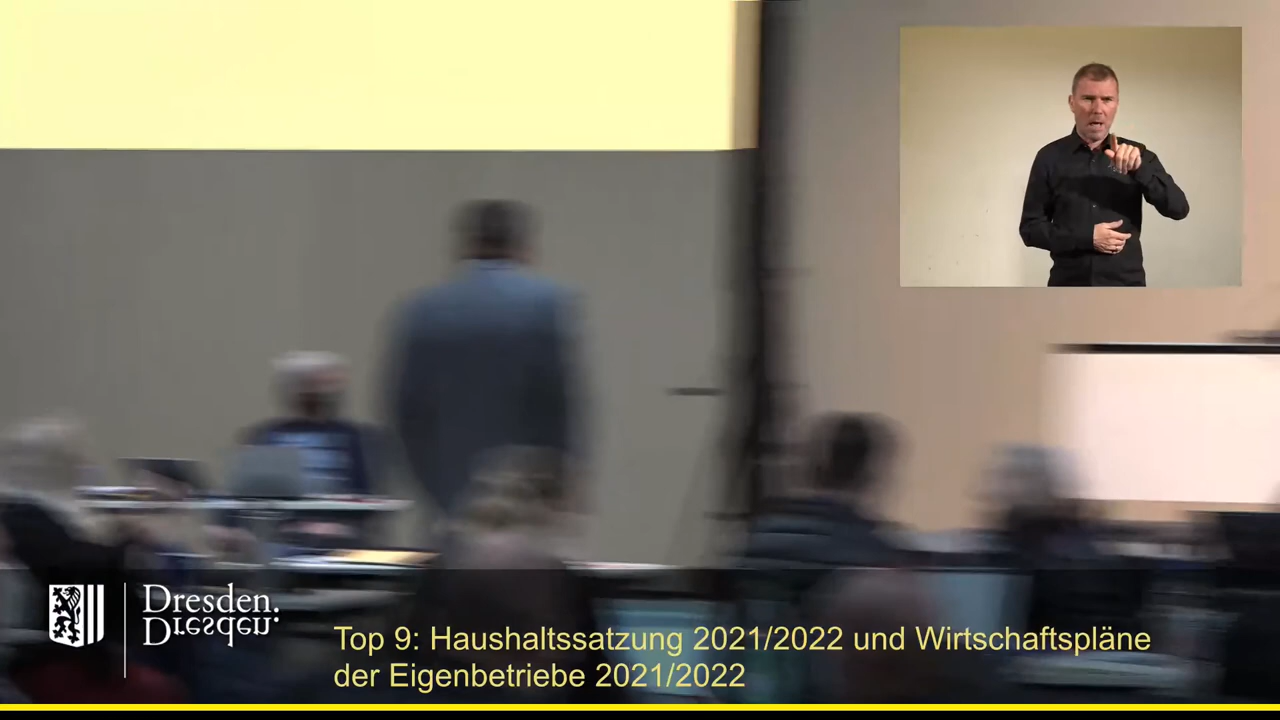 Dresden.
Dresden.
Top 9: Haushaltssatzung 2021/2022 und Wirtschaftspläne
der Eigenbetriebe 2021/2022